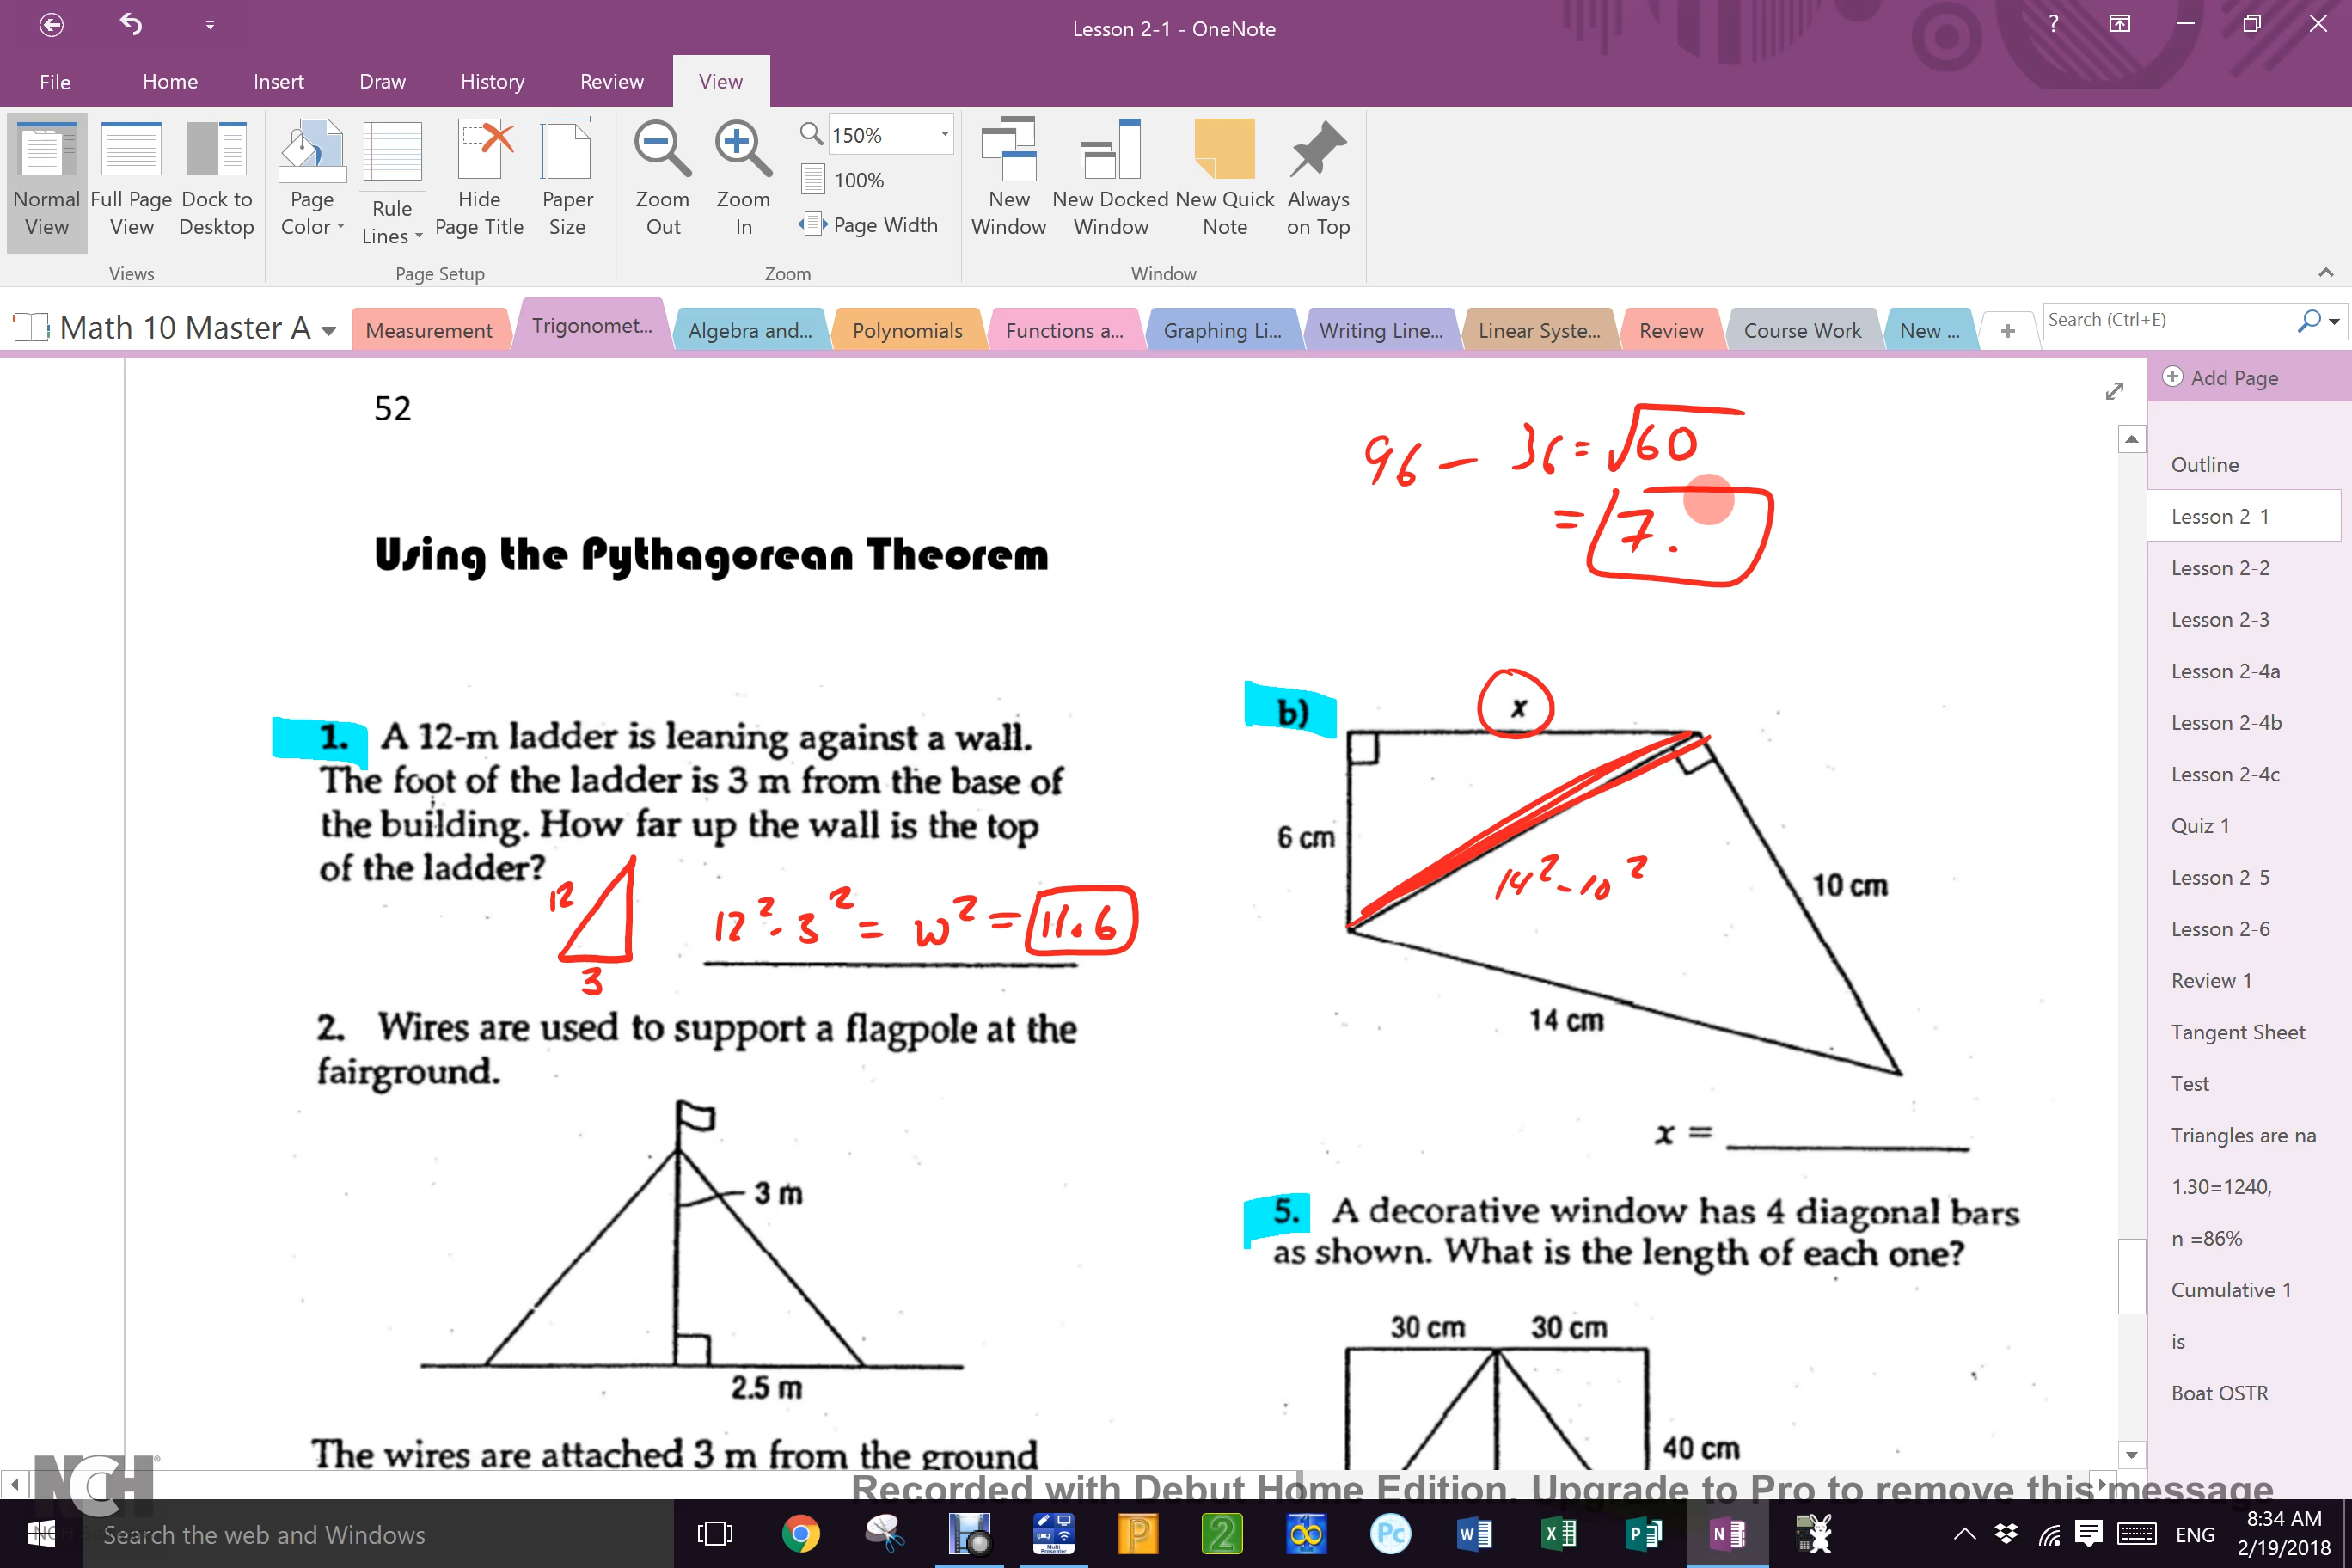 Lesson 2-1 - OneNote
?
File Home Insert Draw History Review View
Normal View
Full Page View
Dock to Desktop
Page Color
Rule Lines
Hide Page Title
Paper Size
Zoom Out
Zoom In
150%
100%
Page Width
New Window
New Docked Window
New Quick Note
Always on Top
Views Page Setup Zoom Window
Math 10 Master A Measurement Trigonomet... Algebra and... Polynomials Functions a... Graphing Li... Writing Line... Linear Syste... Review Course Work New ... + Search (Ctrl+E)
52
Using the Pythagorean Theorem
96 - 36 = √60
= 7.
1. A 12-m ladder is leaning against a wall.
The foot of the ladder is 3 m from the base of
the building. How far up the wall is the top
of the ladder?
12
3
12² - 3² = w² = 11.6
2. Wires are used to support a flagpole at the
fairground.
3 m
2.5 m
The wires are attached 3 m from the ground
b)
x
6 cm
14² - 10²
10 cm
14 cm
x =
5. A decorative window has 4 diagonal bars
as shown. What is the length of each one?
30 cm 30 cm
40 cm
Add Page
Outline
Lesson 2-1
Lesson 2-2
Lesson 2-3
Lesson 2-4a
Lesson 2-4b
Lesson 2-4c
Quiz 1
Lesson 2-5
Lesson 2-6
Review 1
Tangent Sheet
Test
Triangles are na
1.30=1240,
n =86%
Cumulative 1
is
Boat OSTR
NCH
Recorded with Debut Home Edition. Upgrade to Pro to remove this message
Search the web and Windows
P
2
Pc
W
X
P
N
ENG
8:34 AM
2/19/2018